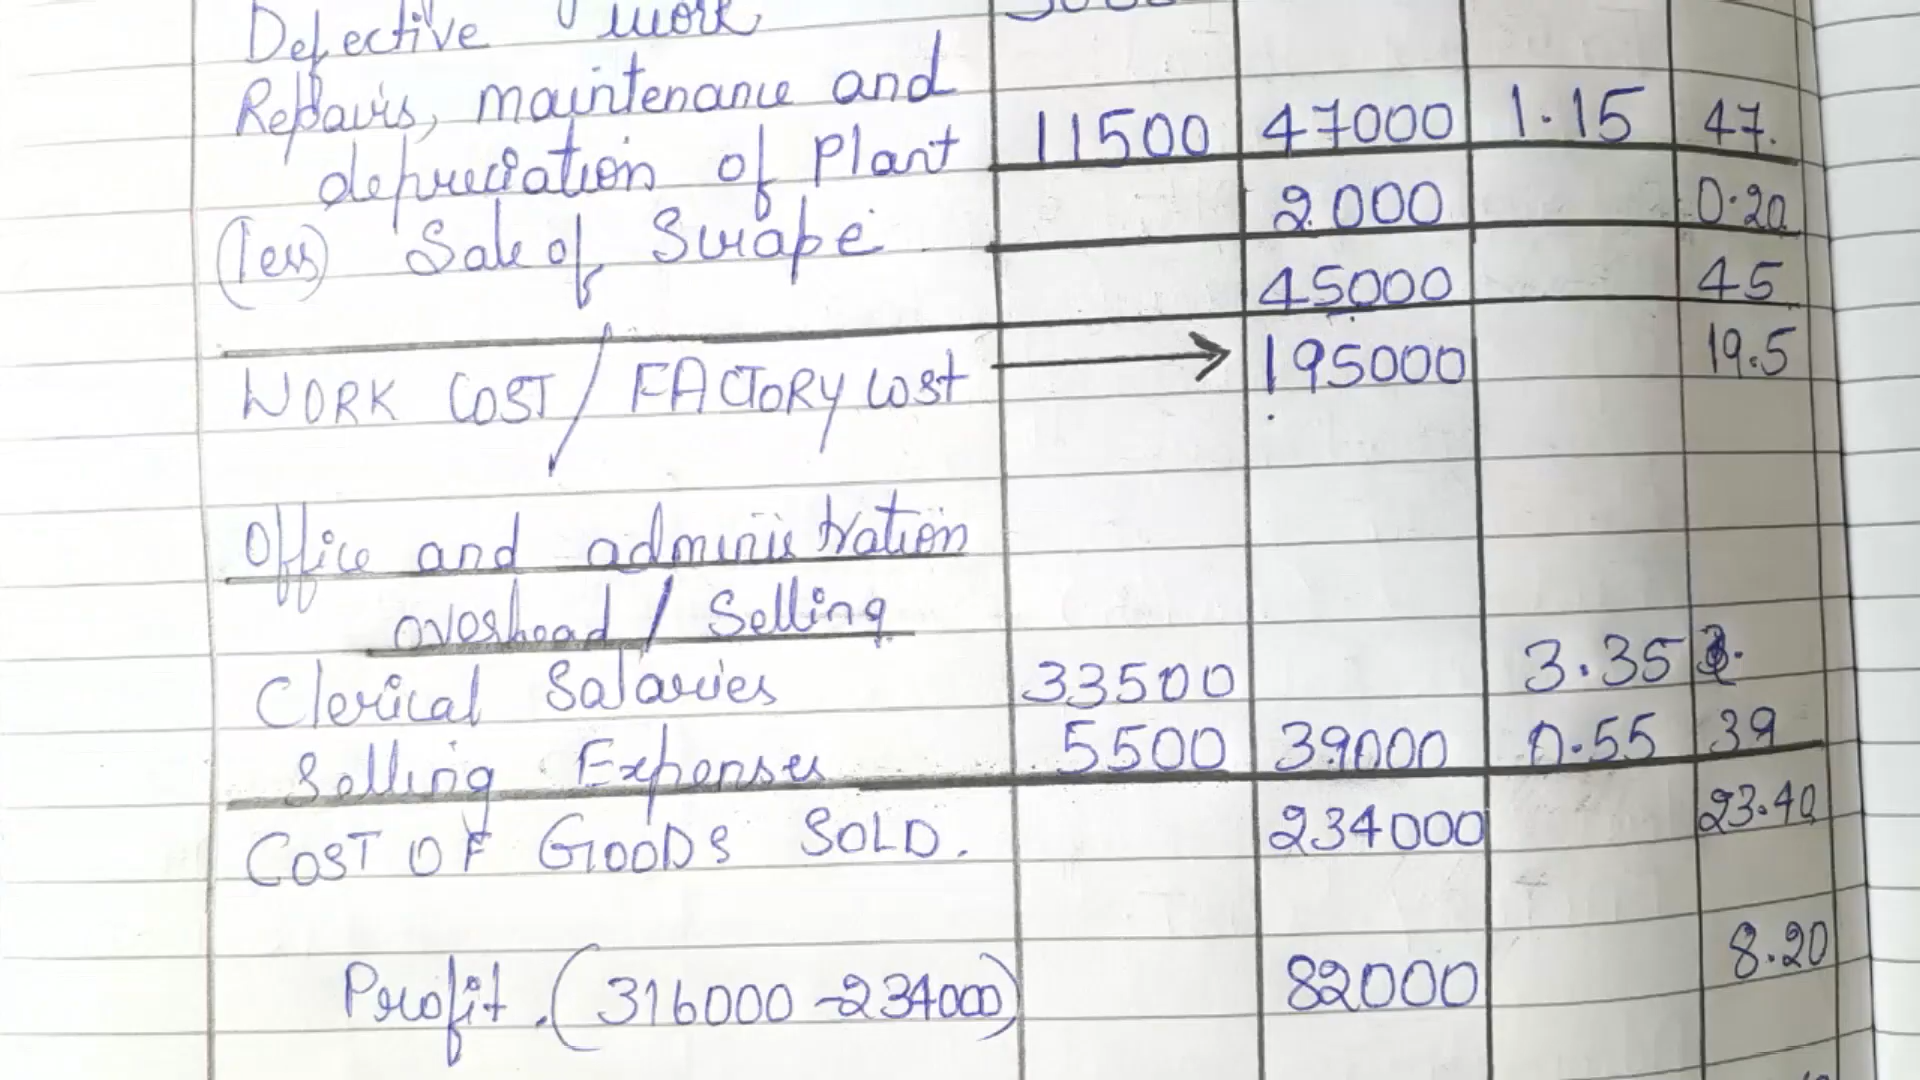 Defective work
Repairs, maintenance and
depreciation of Plant 11500 47000 1.15 47.
(less) Sale of Scrape 2000 0.20
45000 45
WORK COST / FACTORY COST → 195000 19.5
Office and administration
overhead / Selling
Clerical Salaries 33500 3.35
Selling Expenses 5500 39000 0.55 39
COST OF GOODS SOLD. 234000 23.40
Profit. (316000 - 234000) 82000 8.20